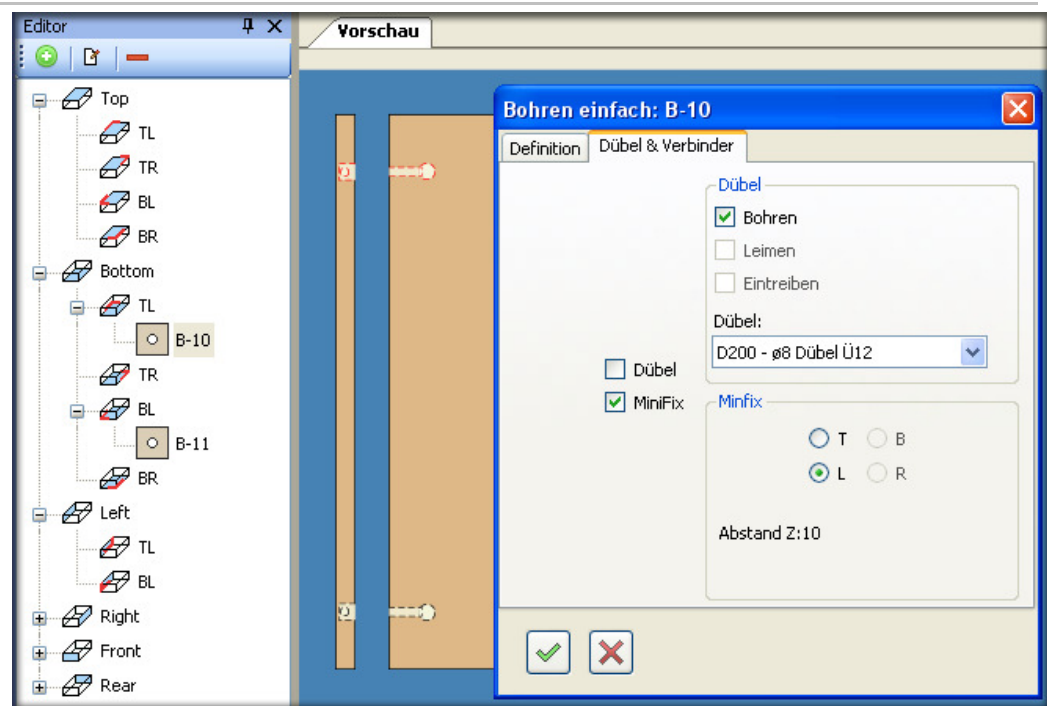 Editor
Top
TL
TR
BL
BR
Bottom
TL
B-10
TR
BL
B-11
BR
Left
TL
BL
Right
Front
Rear
Vorschau
Bohren einfach: B-10
Definition
Dübel & Verbinder
Dübel
MiniFix
Dübel
Bohren
Leimen
Eintreiben
Dübel:
D200 - ø8 Dübel Ü12
Minfix
T B
L R
Abstand Z:10